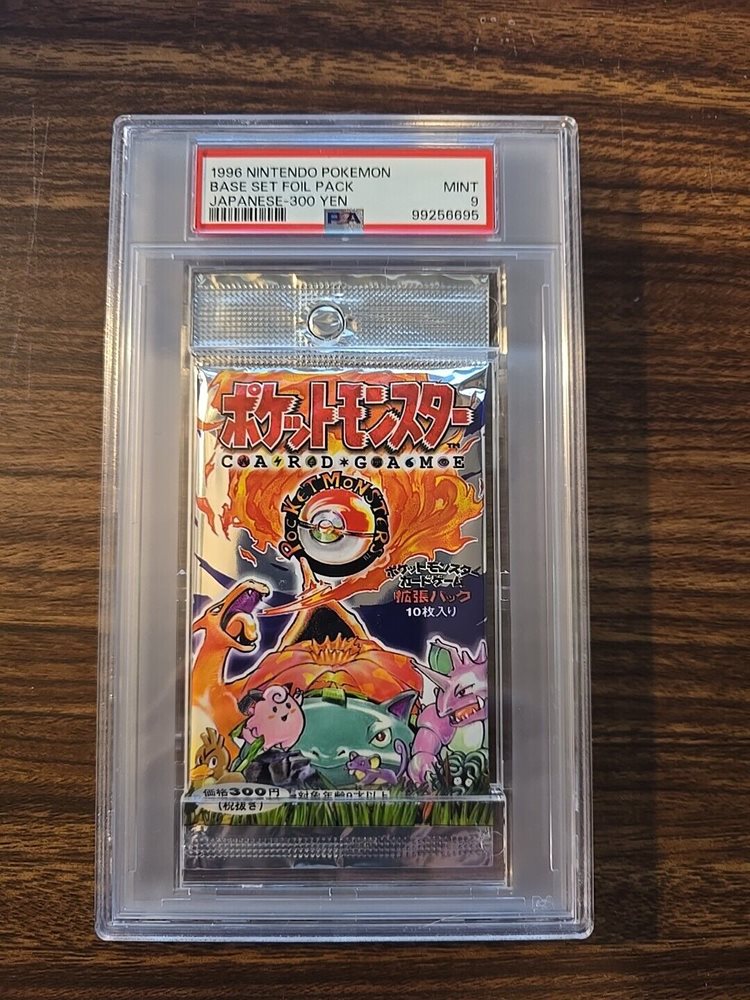 1996 NINTENDO POKEMON
BASE SET FOIL PACK MINT
JAPANESE-300 YEN 9
PSA 99256695
ポケットモンスター
TM
CARD GAME
POCKET MONSTERS
ポケットモンスター
カードゲーム
拡張パック
10枚入り
価格300円
(税抜き)